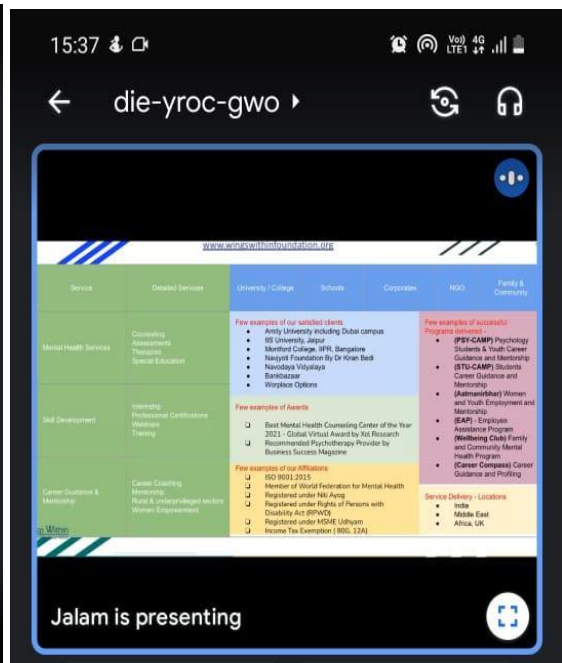 15:37
Vo) 4G
LTE1
die-yroc-gwo
www.wingswithinfoundation.org
Service
Detailed Services
University / College
Schools
Corporates
NGO
Family &
Community
Mental Health Services
Counseling
Assessments
Therapies
Special Education
Few examples of our satisfied clients
Amity University including Dubai campus
IIS University, Jaipur
Montford College, IIPR, Bangalore
Navjyoti Foundation By Dr Kiran Bedi
Navodaya Vidyalaya
Bankbazaar
Worplace Options
Few examples of successful
Programs delivered -
(PSY-CAMP) Psychology
Students & Youth Career
Guidance and Mentorship
(STU-CAMP) Students
Career Guidance and
Mentorship
(Aatmanirbhar) Women
and Youth Employment and
Mentorship
(EAP) - Employee
Assistance Program
(Wellbeing Club) Family
and Community Mental
Health Program
(Career Compass) Career
Guidance and Profiling
Skill Development
Internship
Professional Certifications
Webinars
Training
Few examples of Awards
Best Mental Health Counseling Center of the Year
2021 - Global Virtual Award by Xel Research
Recommended Psychotherapy Provider by
Business Success Magazine
Career Guidance &
Mentorship
Career Coaching
Mentorship
Rural & underprivileged sectors
Women Empowerment
Few examples of our Affiliations
ISO 9001:2015
Member of World Federation for Mental Health
Registered under Niti Ayog
Registered under Rights of Persons with
Disability Act (RPWD)
Registered under MSME Udhyam
Income Tax Exemption ( 80G, 12A)
Service Delivery - Locations
India
Middle East
Africa, UK
gs Within
Jalam is presenting